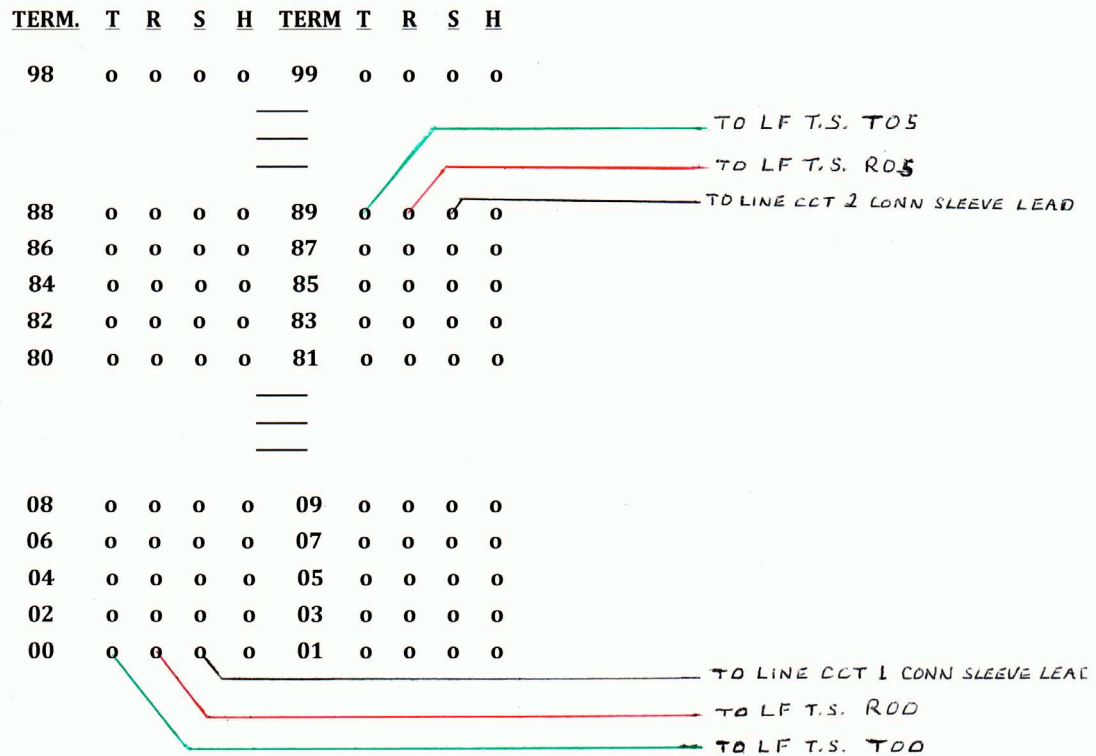 TERM. T R S H TERM T R S H
98 o o o o 99 o o o o
TO LF T.S. T05
TO LF T.S. R05
88 o o o o 89 o o o o TO LINE CCT 2 CONN SLEEVE LEAD
86 o o o o 87 o o o o
84 o o o o 85 o o o o
82 o o o o 83 o o o o
80 o o o o 81 o o o o
08 o o o o 09 o o o o
06 o o o o 07 o o o o
04 o o o o 05 o o o o
02 o o o o 03 o o o o
00 o o o o 01 o o o o
TO LINE CCT 1 CONN SLEEVE LEAD
TO LF T.S. R00
TO LF T.S. T00